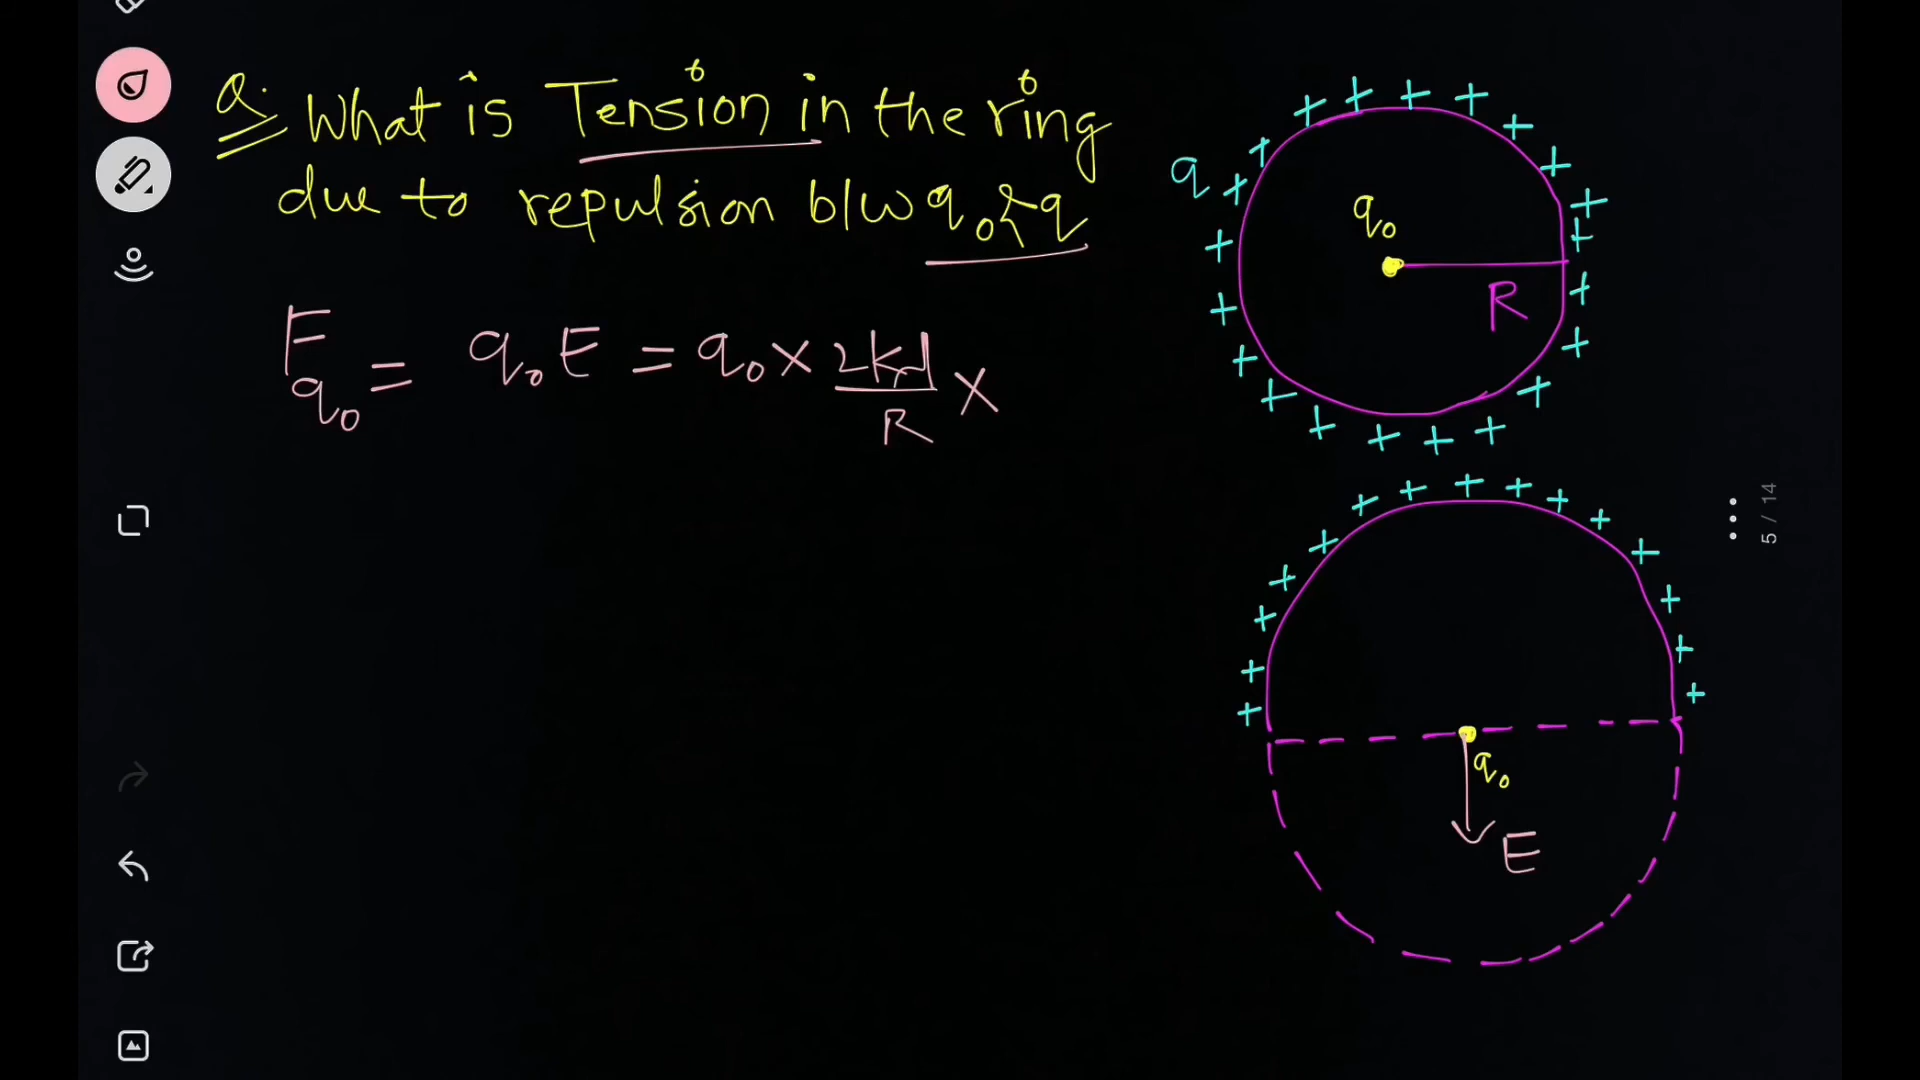 Q. What is Tension in the ring
due to repulsion b/w q₀ & q
F_q₀ = q₀E = q₀ × 2kλ/R ×
q
q₀
R
q₀
E
5 / 14